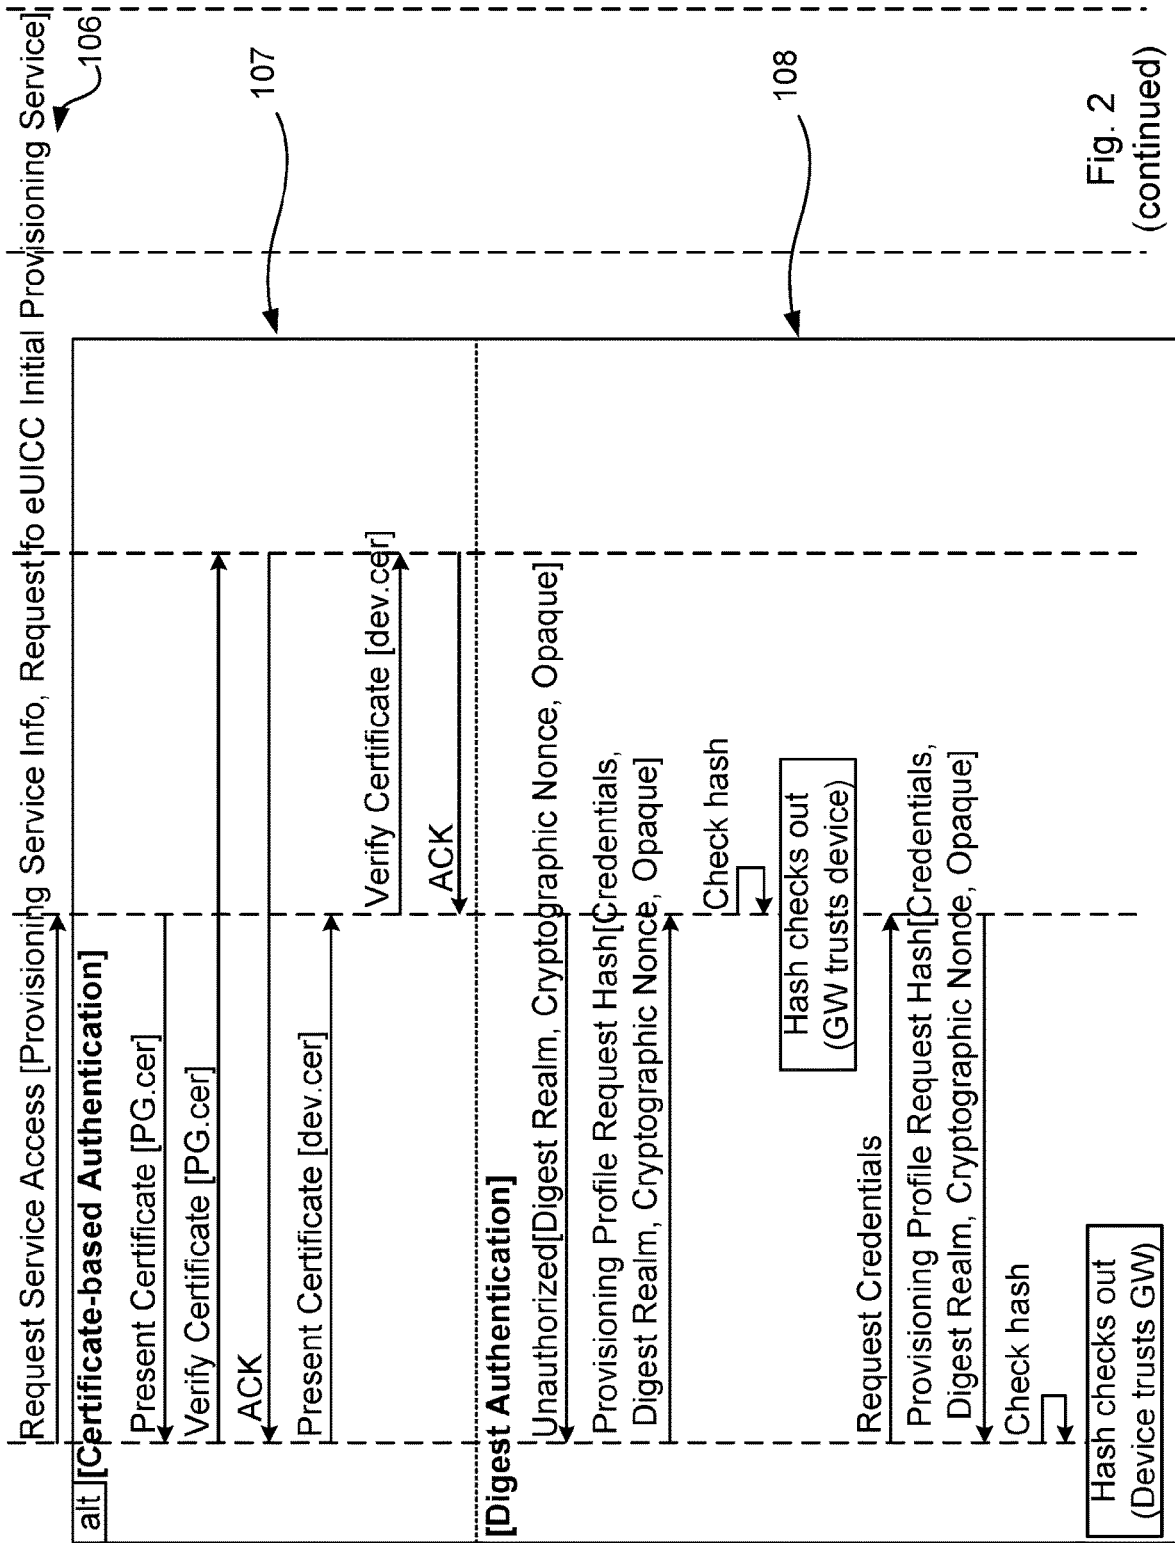 Request Service Access [Provisioning Service Info, Request fo eUICC Initial Provisioning Service]
106
alt
[Certificate-based Authentication]
107
Present Certificate [PG.cer]
Verify Certificate [PG.cer]
ACK
Present Certificate [dev.cer]
Verify Certificate [dev.cer]
ACK
[Digest Authentication]
108
Unauthorized[Digest Realm, Cryptographic Nonce, Opaque]
Provisioning Profile Request Hash[Credentials,
Digest Realm, Cryptographic Nonce, Opaque]
Check hash
Hash checks out
(GW trusts device)
Request Credentials
Provisioning Profile Request Hash[Credentials,
Digest Realm, Cryptographic Nonde, Opaque]
Check hash
Hash checks out
(Device trusts GW)
Fig. 2
(continued)